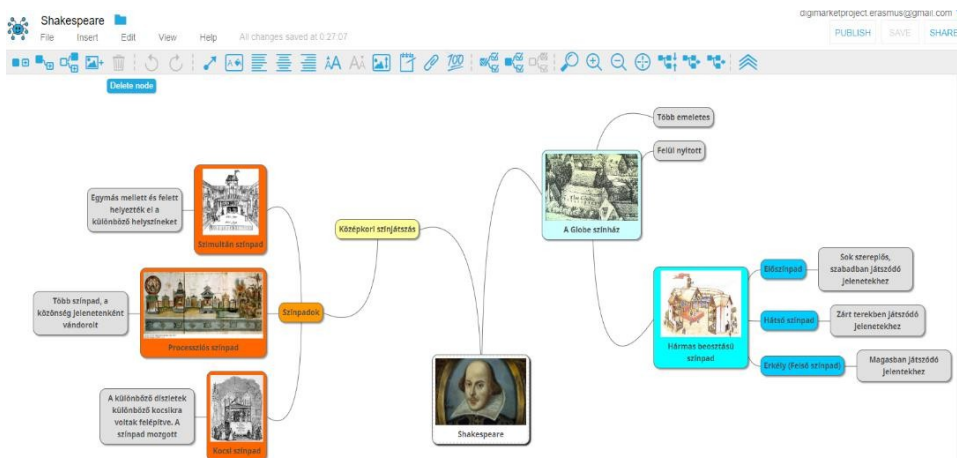 Shakespeare
digimarketproject.erasmus@gmail.com
File Insert Edit View Help All changes saved at 0:27:07
PUBLISH SAVE SHARE
Delete node
Több emeletes
Felül nyitott
A Globe színház
Egymás mellett és felett
helyezték el a
különböző helyszíneket
Szimultán színpad
Középkori színjátszás
Több színpad, a
közönség jelenetenként
vándorolt
Processziós színpad
Színpadok
A különböző díszletek
különböző kocsikra
voltak felépítve. A
színpad mozgott
Kocsi színpad
Shakespeare
Hármas beosztású
színpad
Előszínpad
Sok szereplős,
szabadban játszódó
jelenetekhez
Hátsó színpad
Zárt terekben játszódó
jelenetekhez
Erkély (Felső színpad)
Magasban játszódó
jelentekhez